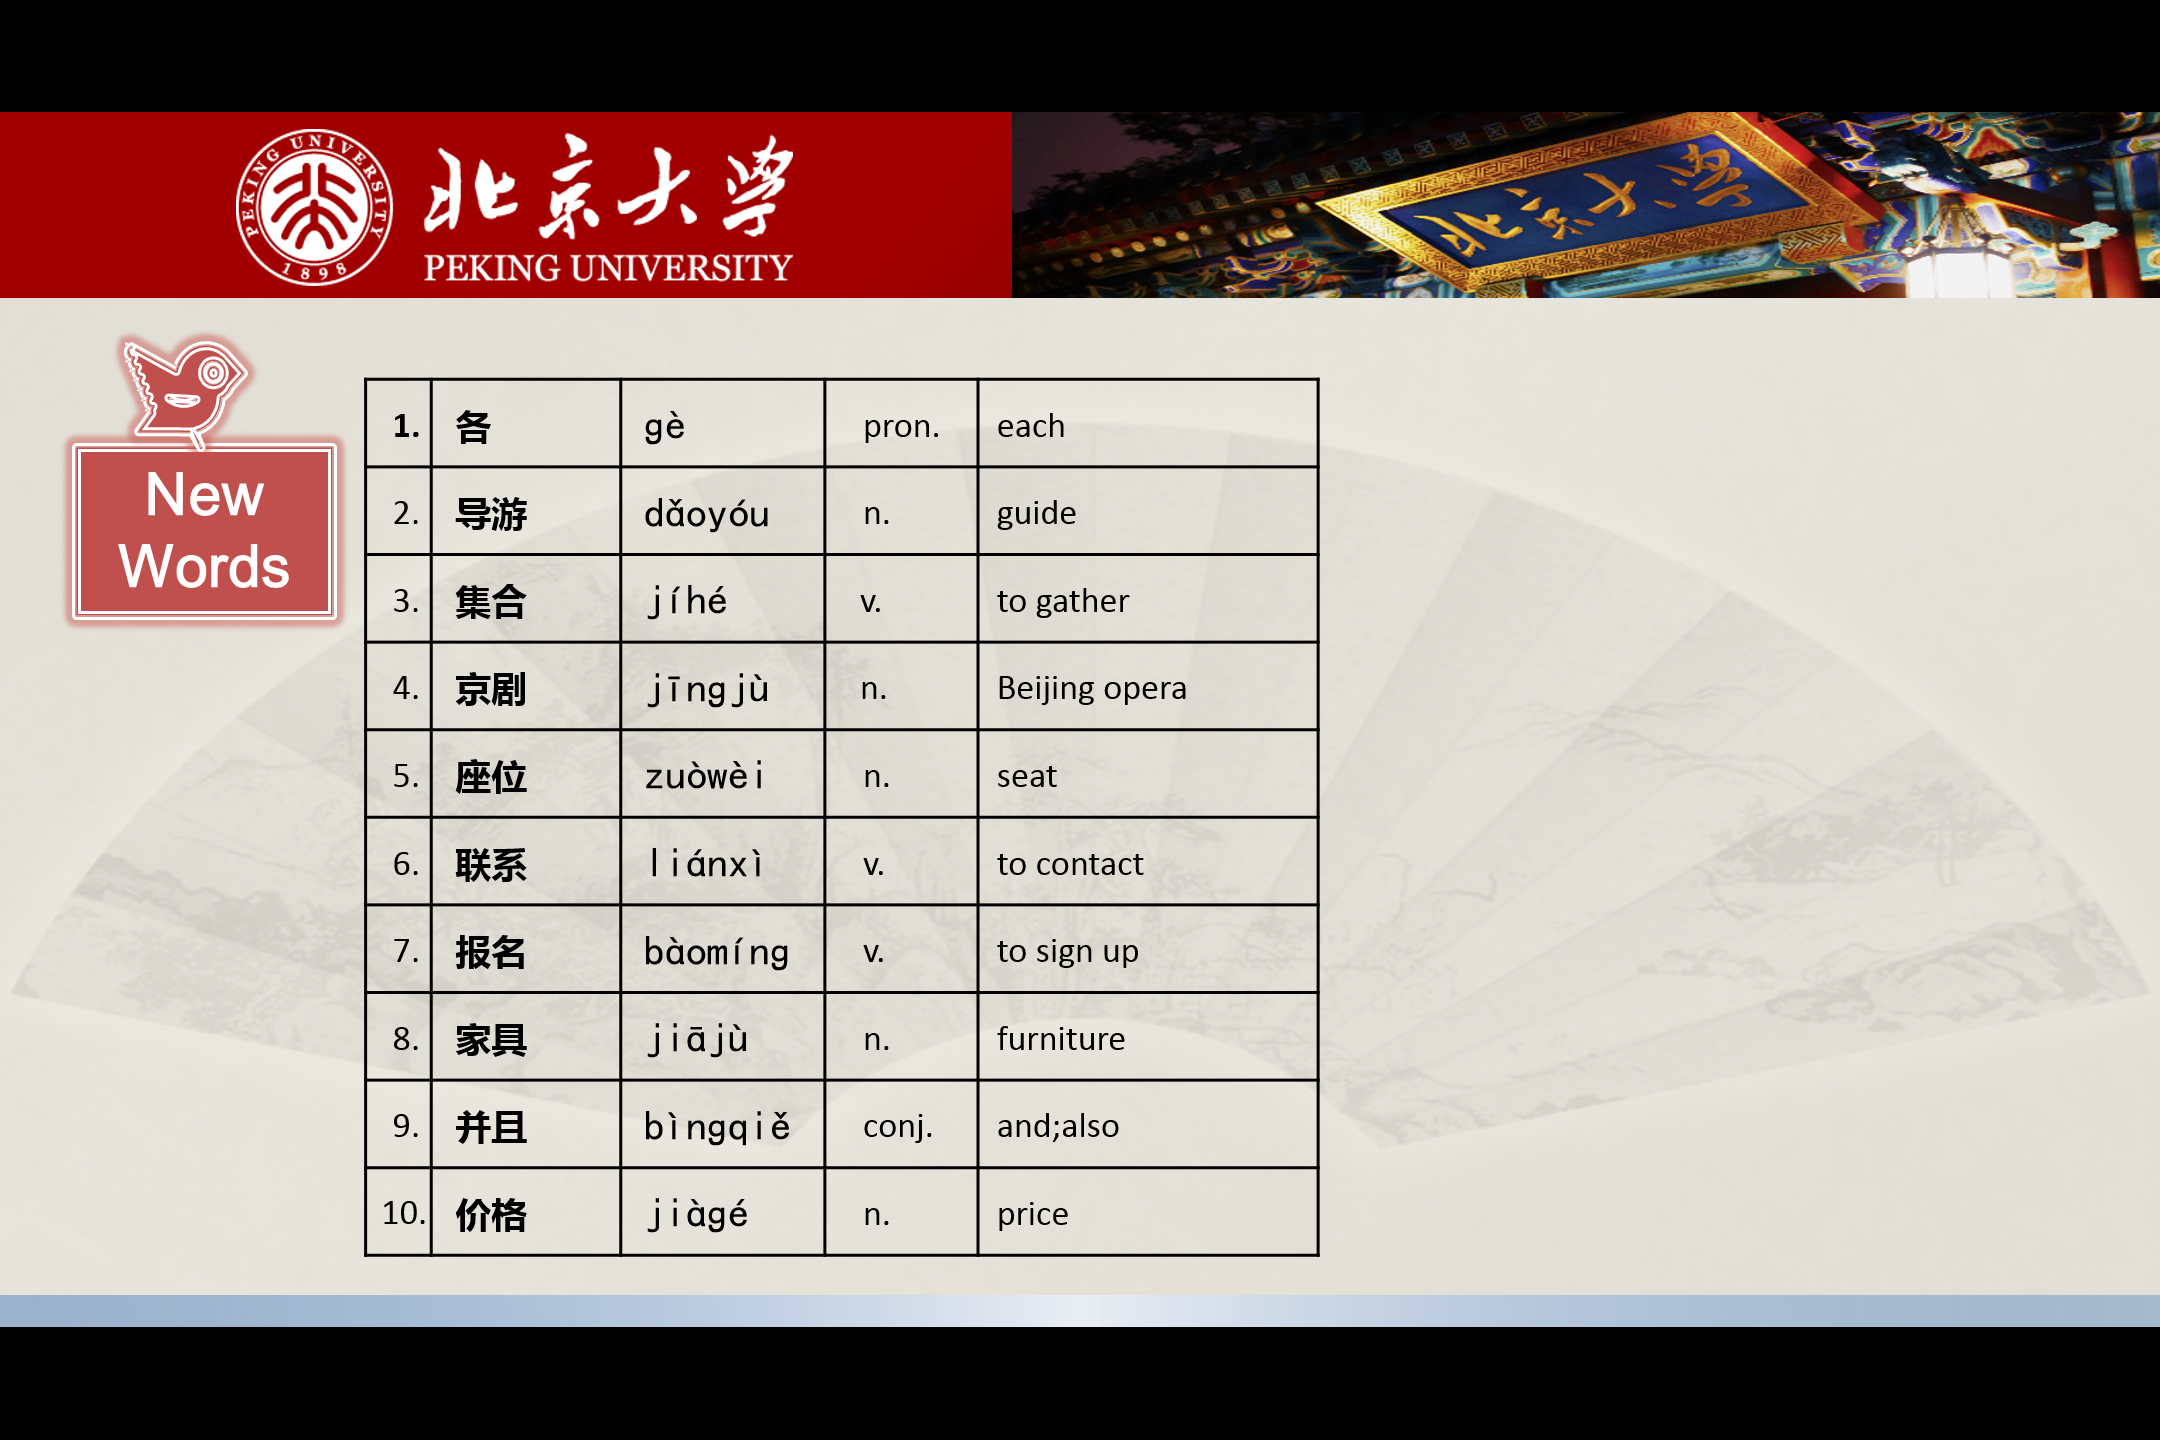 PEKING UNIVERSITY
1898
北京大学
PEKING UNIVERSITY
北京大学
New
Words
1. 各 gè pron. each
2. 导游 dǎoyóu n. guide
3. 集合 jíhé v. to gather
4. 京剧 jīngjù n. Beijing opera
5. 座位 zuòwèi n. seat
6. 联系 liánxì v. to contact
7. 报名 bàomíng v. to sign up
8. 家具 jiājù n. furniture
9. 并且 bìngqiě conj. and;also
10. 价格 jiàgé n. price